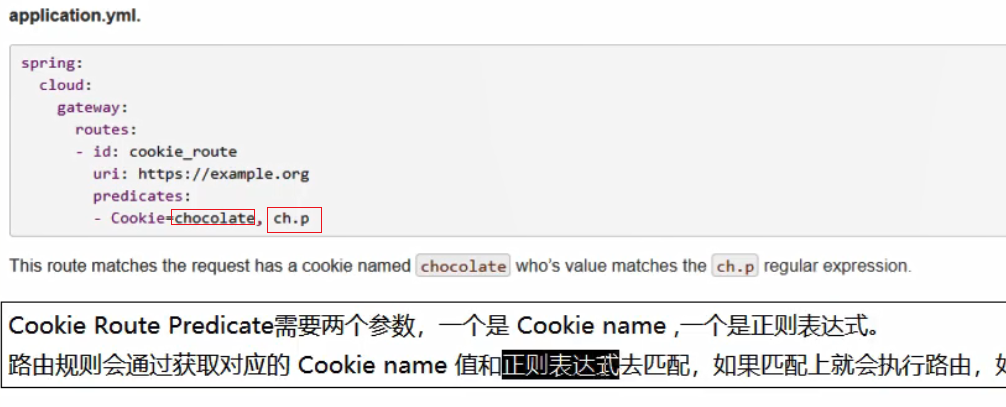 application.yml.
spring:
  cloud:
    gateway:
      routes:
      - id: cookie_route
        uri: https://example.org
        predicates:
        - Cookie=chocolate, ch.p
This route matches the request has a cookie named chocolate who's value matches the ch.p regular expression.
Cookie Route Predicate需要两个参数，一个是 Cookie name ,一个是正则表达式。
路由规则会通过获取对应的 Cookie name 值和正则表达式去匹配，如果匹配上就会执行路由，